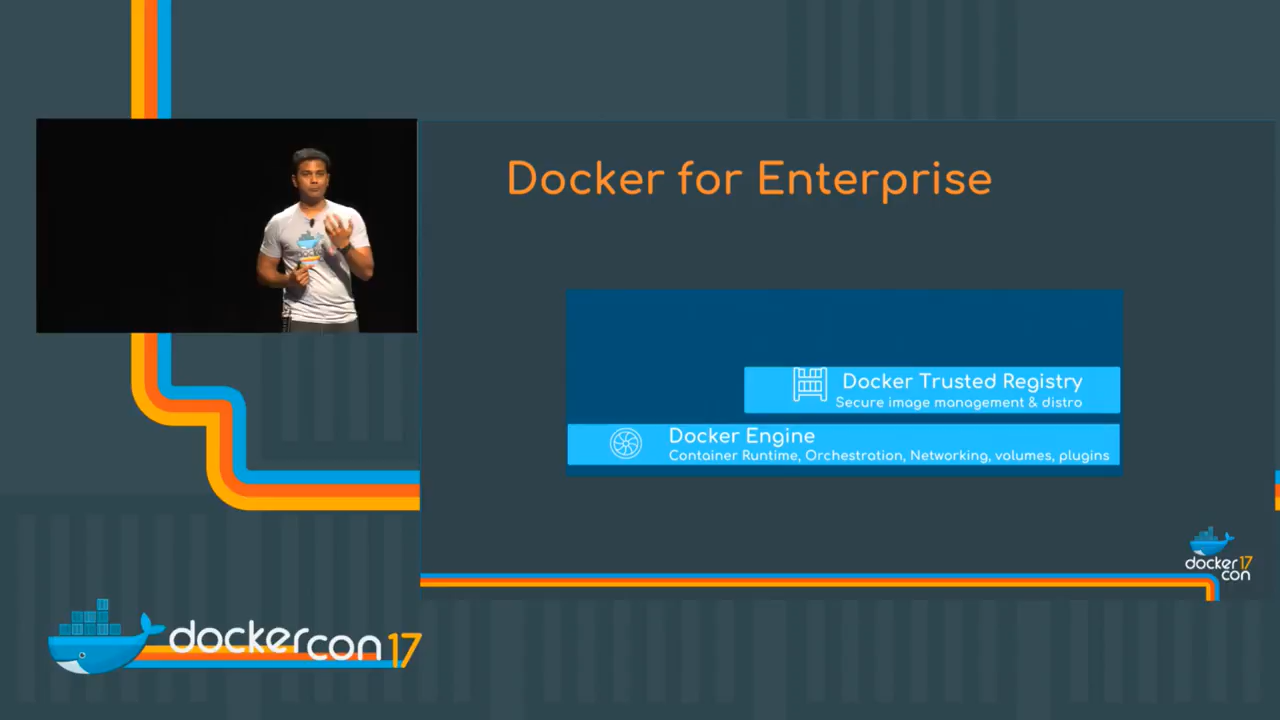 Docker for Enterprise
Docker Trusted Registry
Secure image management & distro
Docker Engine
Container Runtime, Orchestration, Networking, volumes, plugins
docker 17
con
dockercon 17